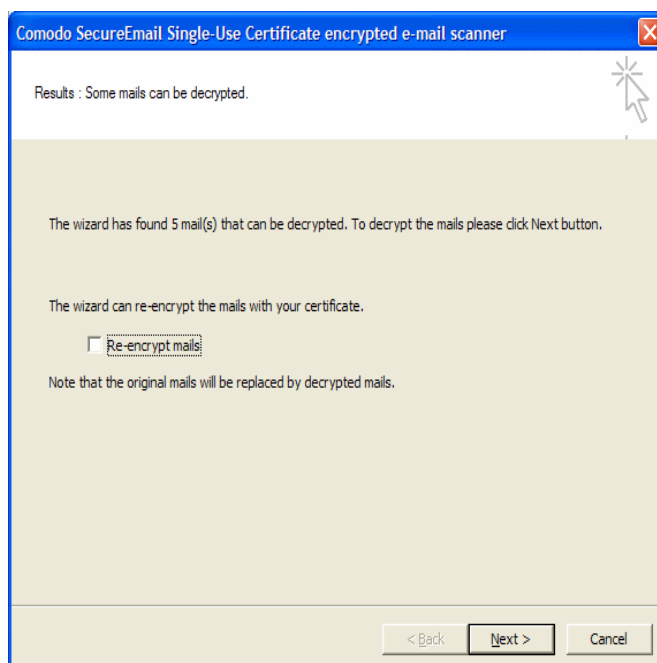 Comodo SecureEmail Single-Use Certificate encrypted e-mail scanner
Results : Some mails can be decrypted.
The wizard has found 5 mail(s) that can be decrypted. To decrypt the mails please click Next button.
The wizard can re-encrypt the mails with your certificate.
Re-encrypt mails
Note that the original mails will be replaced by decrypted mails.
< Back Next > Cancel